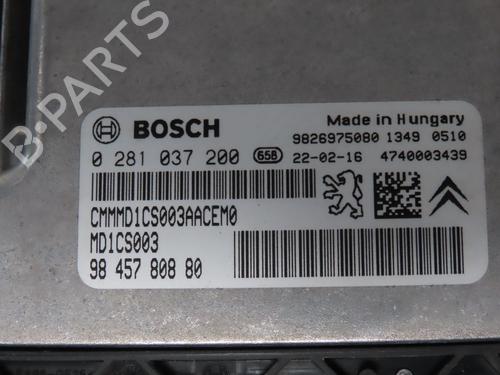 B-PARTS
BOSCH
Made in Hungary
9826975080 1349 0510
0 281 037 200 658 22-02-16 4740003439
CMMMD1CS003AACEM0
MD1CS003
98 457 808 80